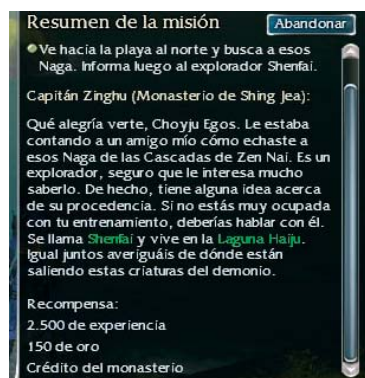 Resumen de la misión
Abandonar
Ve hacia la playa al norte y busca a esos
Naga. Informa luego al explorador Shenfai.
Capitán Zinghu (Monasterio de Shing Jea):
Qué alegría verte, Choyju Egos. Le estaba
contando a un amigo mío cómo echaste a
esos Naga de las Cascadas de Zen Nai. Es un
explorador, seguro que le interesa mucho
saberlo. De hecho, tiene alguna idea acerca
de su procedencia. Si no estás muy ocupada
con tu entrenamiento, deberías hablar con él.
Se llama Shenfai y vive en la Laguna Haiju.
Igual juntos averiguáis de dónde están
saliendo estas criaturas del demonio.
Recompensa:
2.500 de experiencia
150 de oro
Crédito del monasterio